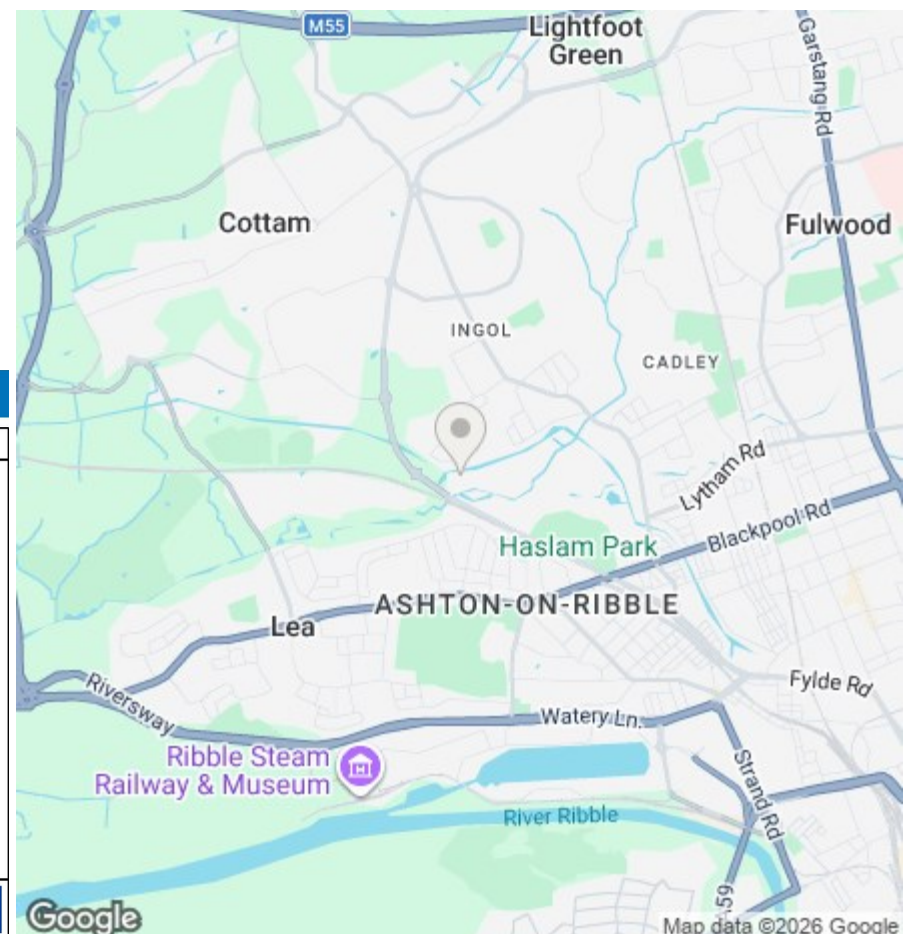 M55
Lightfoot
Green
Garstang Rd
Cottam
Fulwood
INGOL
CADLEY
Lytham Rd
Blackpool Rd
Haslam Park
ASHTON-ON-RIBBLE
Lea
Fylde Rd
Riversway
Watery Ln.
Ribble Steam
Railway & Museum
Strand Rd
River Ribble
A59
Google
Map data ©2026 Google